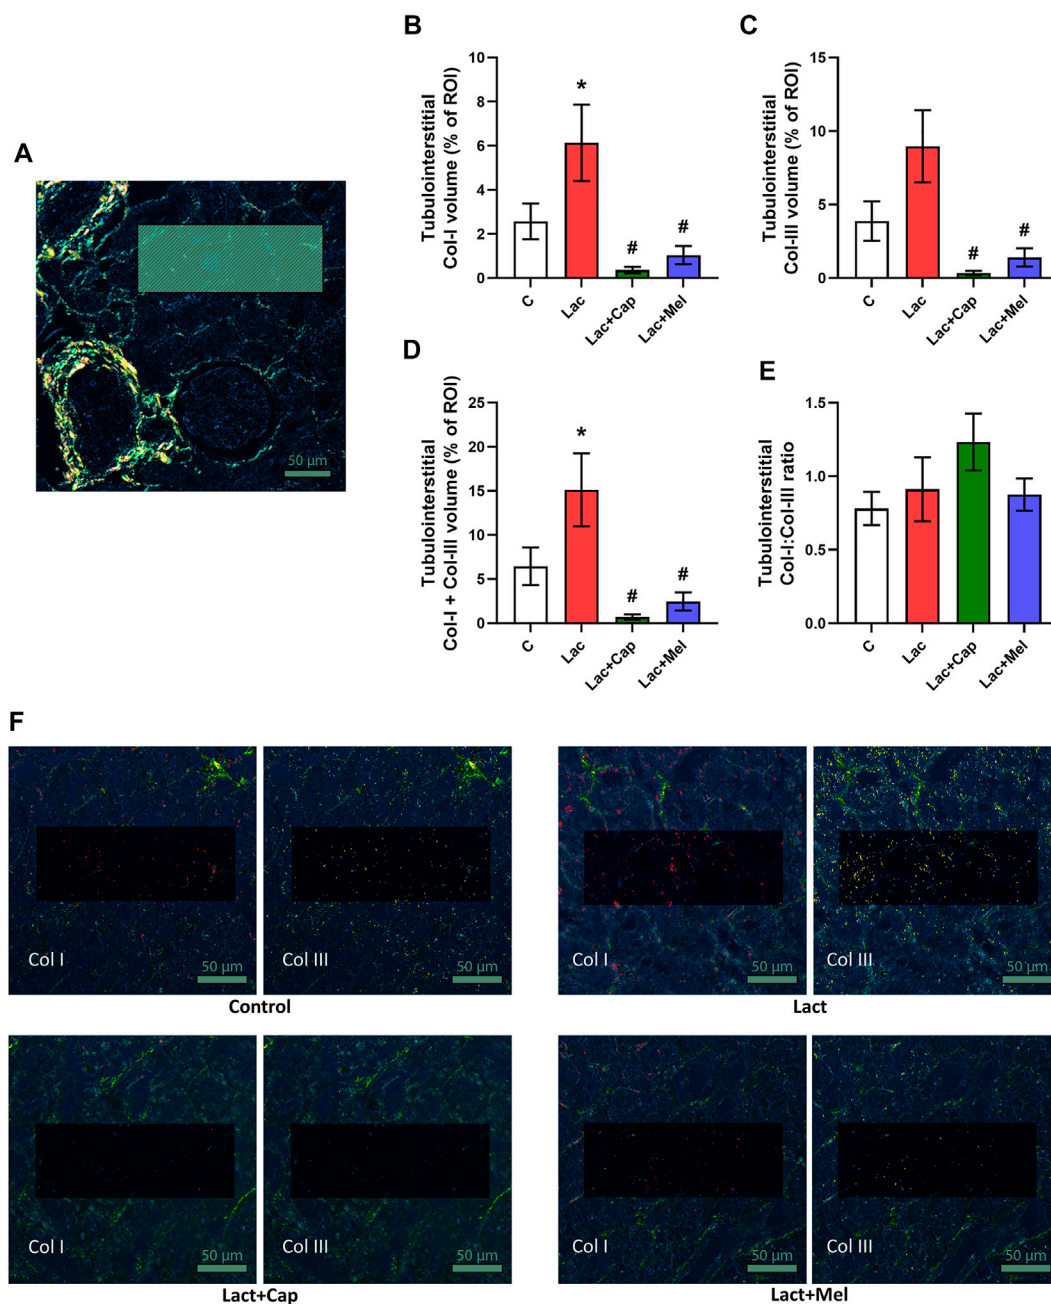 A
50 µm
B
Tubulointerstitial
Col-I volume (% of ROI)
10
8
6
4
2
0
*
#
#
C
Lac
Lac+Cap
Lac+Mel
C
Tubulointerstitial
Col-III volume (% of ROI)
15
10
5
0
#
#
C
Lac
Lac+Cap
Lac+Mel
D
Tubulointerstitial
Col-I + Col-III volume (% of ROI)
25
20
15
10
5
0
*
#
#
C
Lac
Lac+Cap
Lac+Mel
E
Tubulointerstitial
Col-I:Col-III ratio
1.5
1.0
0.5
0.0
C
Lac
Lac+Cap
Lac+Mel
F
Col I
50 µm
Col III
50 µm
Control
Col I
50 µm
Col III
50 µm
Lact
Col I
50 µm
Col III
50 µm
Lact+Cap
Col I
50 µm
Col III
50 µm
Lact+Mel